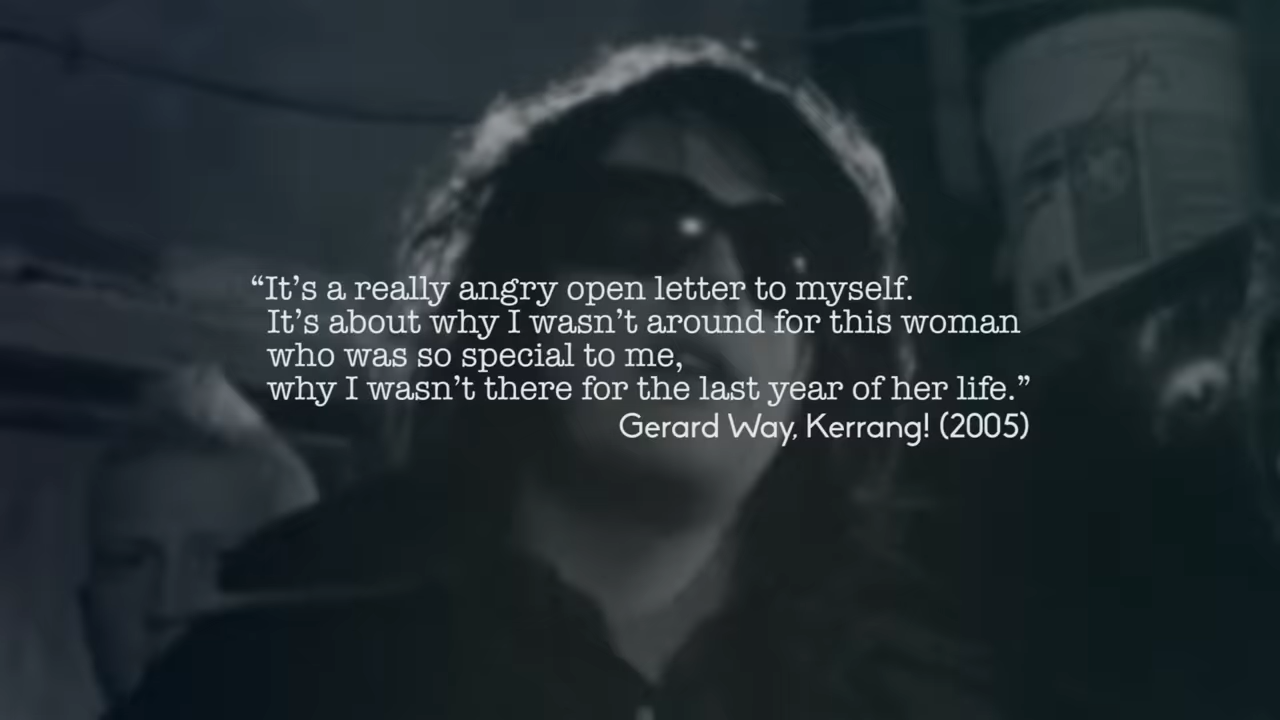 “It’s a really angry open letter to myself.
It’s about why I wasn’t around for this woman
who was so special to me,
why I wasn’t there for the last year of her life.”
Gerard Way, Kerrang! (2005)